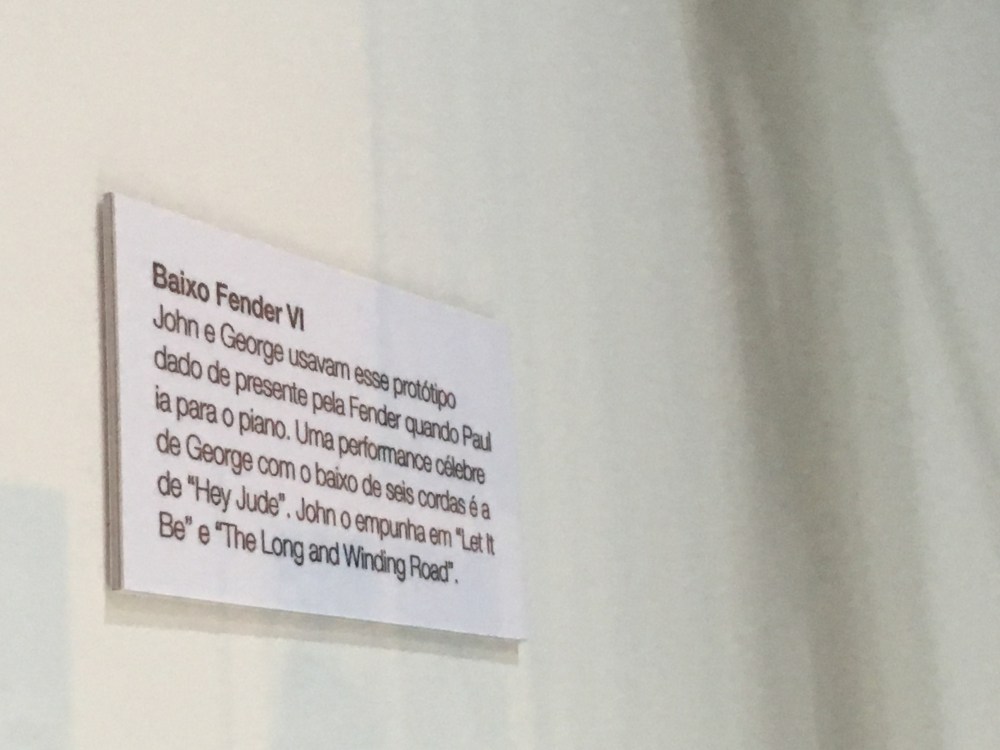 Baixo Fender VI
John e George usavam esse protótipo
dado de presente pela Fender quando Paul
ia para o piano. Uma performance célebre
de George com o baixo de seis cordas é a
de “Hey Jude”. John o empunha em “Let It
Be” e “The Long and Winding Road”.